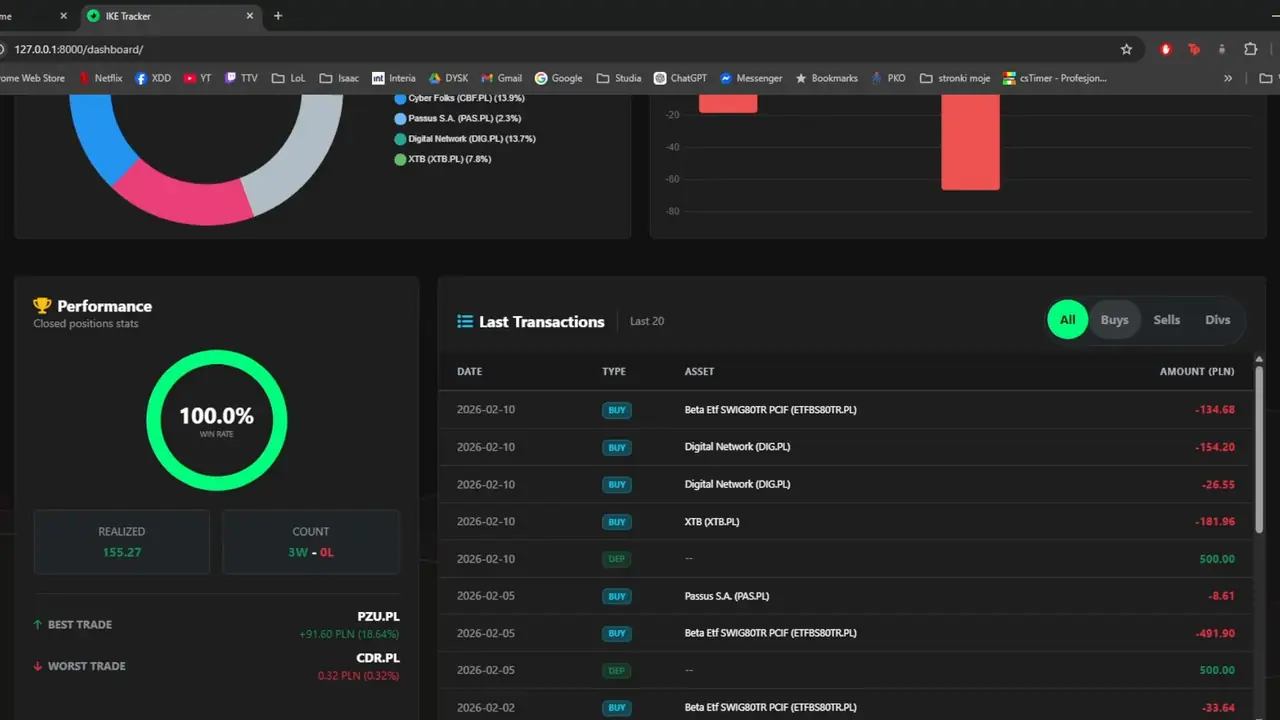 me
IKE Tracker
127.0.0.1:8000/dashboard/
ome Web Store Netflix XDD YT TTV LoL Isaac int Interia DYSK Gmail Google Studia ChatGPT Messenger Bookmarks PKO stronki moje csTimer - Profesjon...
Cyber Folks (CBF.PL) (13.9%)
Passus S.A. (PAS.PL) (2.3%)
Digital Network (DIG.PL) (13.7%)
XTB (XTB.PL) (7.8%)
-20
-40
-60
-80
Performance
Closed positions stats
100.0%
WIN RATE
REALIZED
155.27
COUNT
3W - 0L
BEST TRADE
PZU.PL
+91.60 PLN (18.64%)
WORST TRADE
CDR.PL
0.32 PLN (0.32%)
Last Transactions Last 20
All Buys Sells Divs
DATE TYPE ASSET AMOUNT (PLN)
2026-02-10 BUY Beta Etf SWIG80TR PCIF (ETFBS80TR.PL) -134.68
2026-02-10 BUY Digital Network (DIG.PL) -154.20
2026-02-10 BUY Digital Network (DIG.PL) -26.55
2026-02-10 BUY XTB (XTB.PL) -181.96
2026-02-10 DEP -- 500.00
2026-02-05 BUY Passus S.A. (PAS.PL) -8.61
2026-02-05 BUY Beta Etf SWIG80TR PCIF (ETFBS80TR.PL) -491.90
2026-02-05 DEP -- 500.00
2026-02-02 BUY Beta Etf SWIG80TR PCIF (ETFBS80TR.PL) -33.64